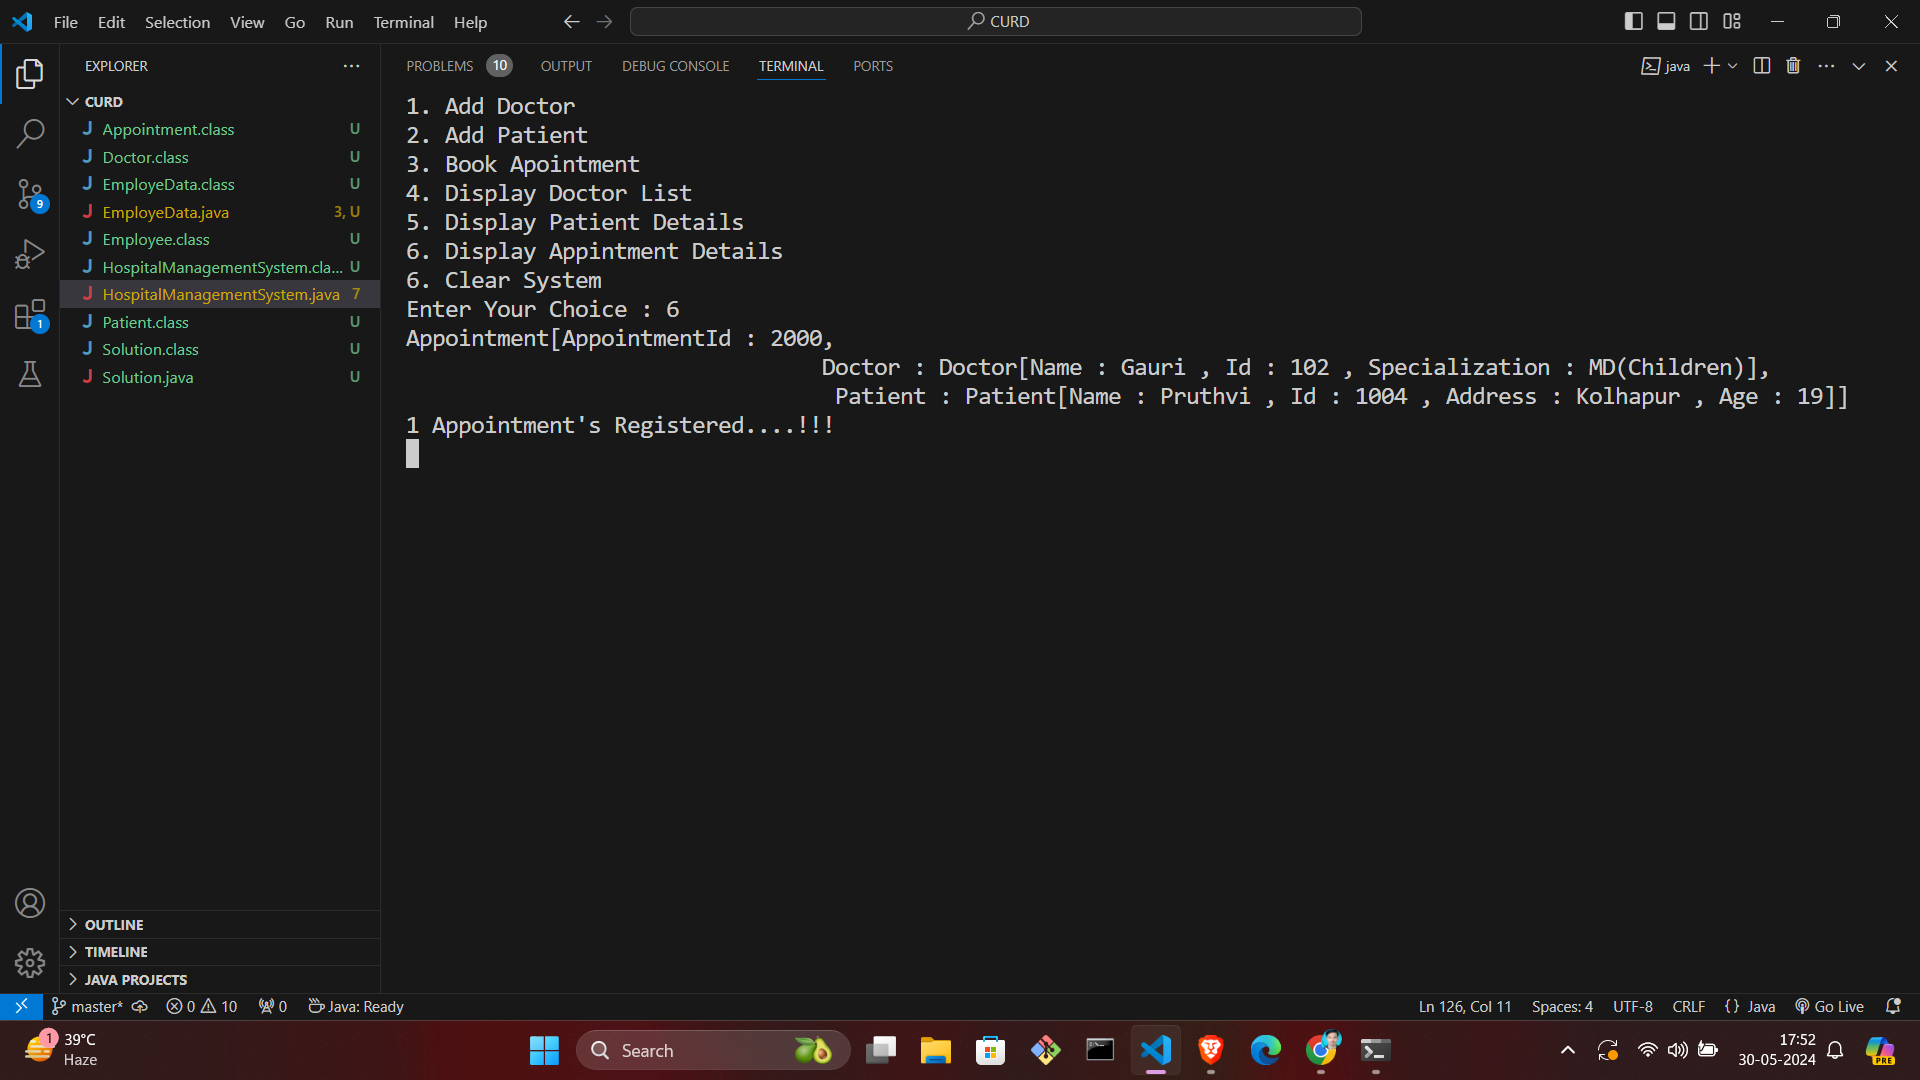 File Edit Selection View Go Run Terminal Help
CURD
EXPLORER
CURD
Appointment.class U
Doctor.class U
EmployeData.class U
EmployeData.java 3, U
Employee.class U
HospitalManagementSystem.cla... U
HospitalManagementSystem.java 7
Patient.class U
Solution.class U
Solution.java U
OUTLINE
TIMELINE
JAVA PROJECTS
9
1
PROBLEMS 10 OUTPUT DEBUG CONSOLE TERMINAL PORTS
java
1. Add Doctor
2. Add Patient
3. Book Apointment
4. Display Doctor List
5. Display Patient Details
6. Display Appintment Details
6. Clear System
Enter Your Choice : 6
Appointment[AppointmentId : 2000,
Doctor : Doctor[Name : Gauri , Id : 102 , Specialization : MD(Children)],
Patient : Patient[Name : Pruthvi , Id : 1004 , Address : Kolhapur , Age : 19]]
1 Appointment's Registered....!!!
master* 0 10 0 Java: Ready
Ln 126, Col 11 Spaces: 4 UTF-8 CRLF {} Java Go Live
1
39°C
Haze
Search
17:52
30-05-2024
PRE